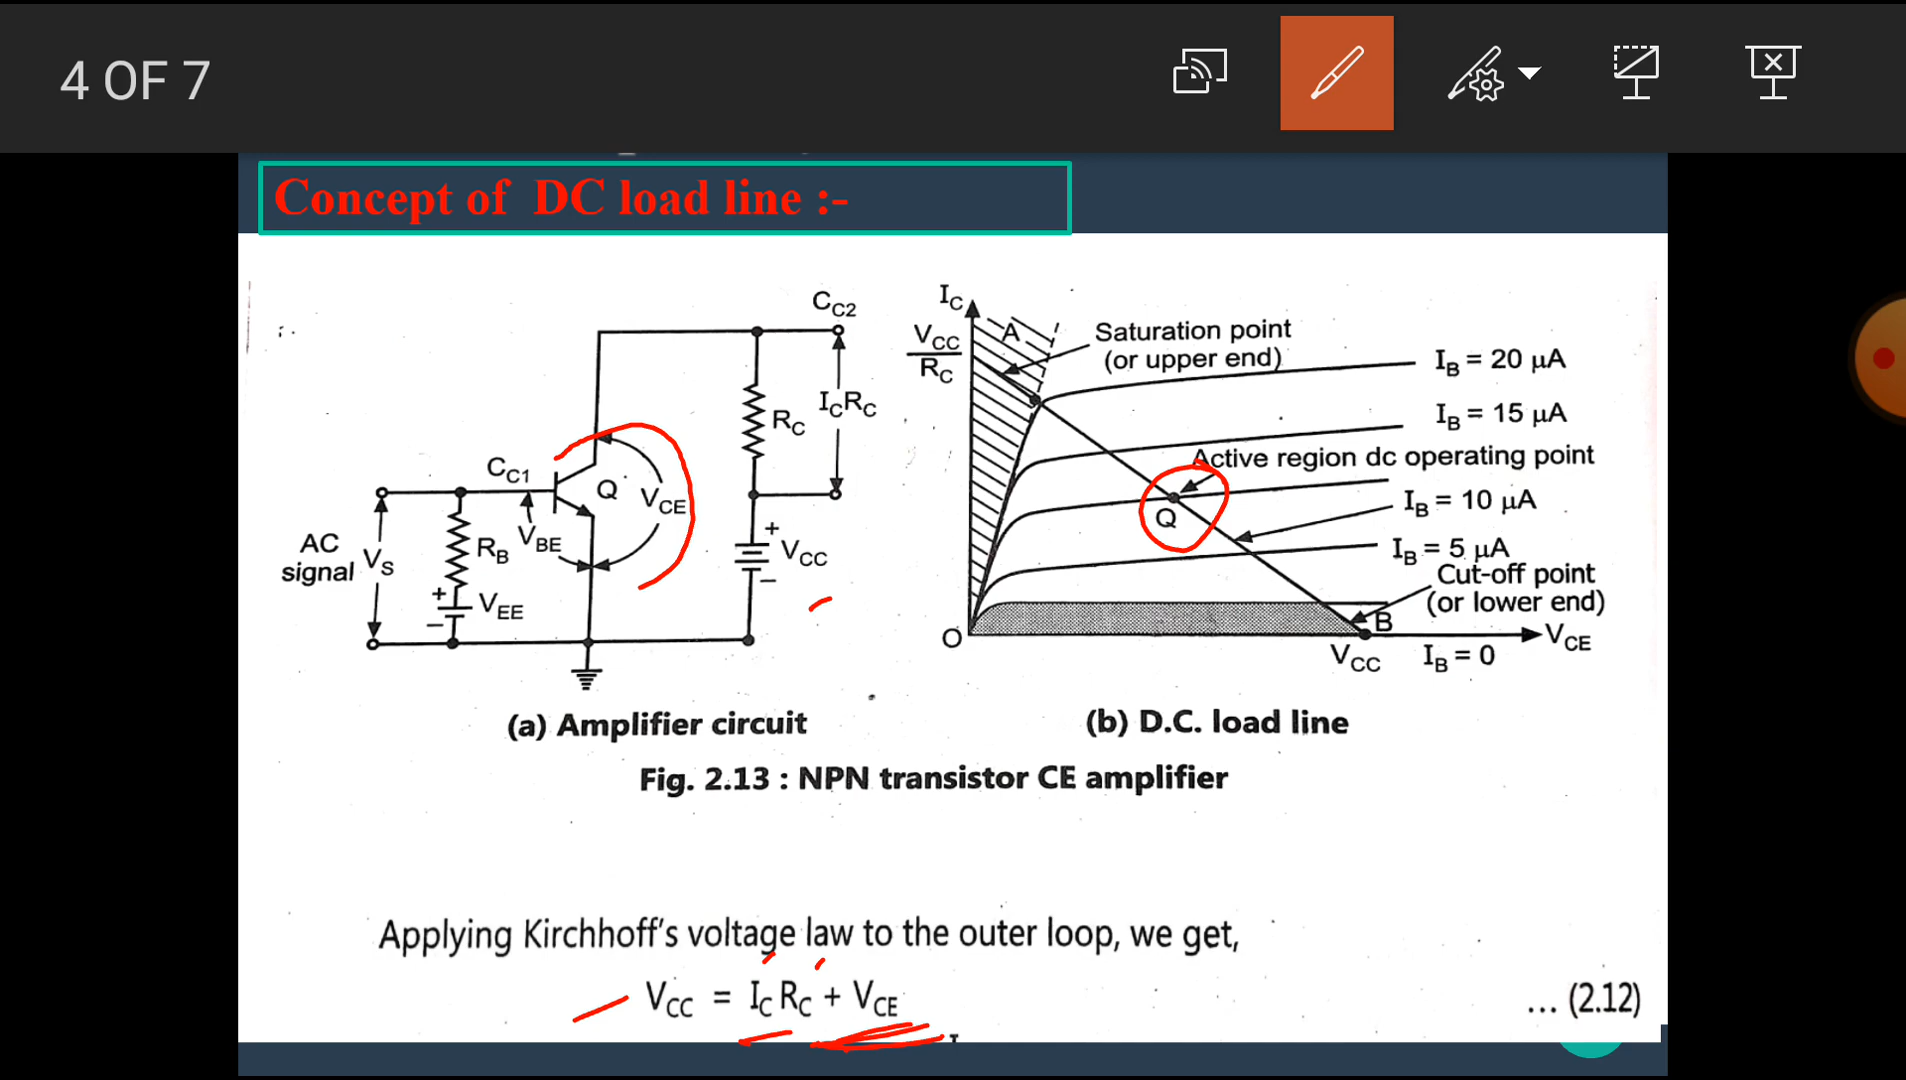 4 OF 7
Concept of DC load line :-
CC2
RC
ICRC
CC1
Q
VCE
VBE
AC
signal
VS
RB
VEE
+
−
+
VCC
−
IC
VCC
RC
A
Saturation point
(or upper end)
IB = 20 μA
IB = 15 μA
Active region dc operating point
Q
IB = 10 μA
IB = 5 μA
Cut-off point
(or lower end)
B
O
VCC
IB = 0
VCE
(a) Amplifier circuit
(b) D.C. load line
Fig. 2.13 : NPN transistor CE amplifier
Applying Kirchhoff's voltage law to the outer loop, we get,
VCC = IC RC + VCE ... (2.12)